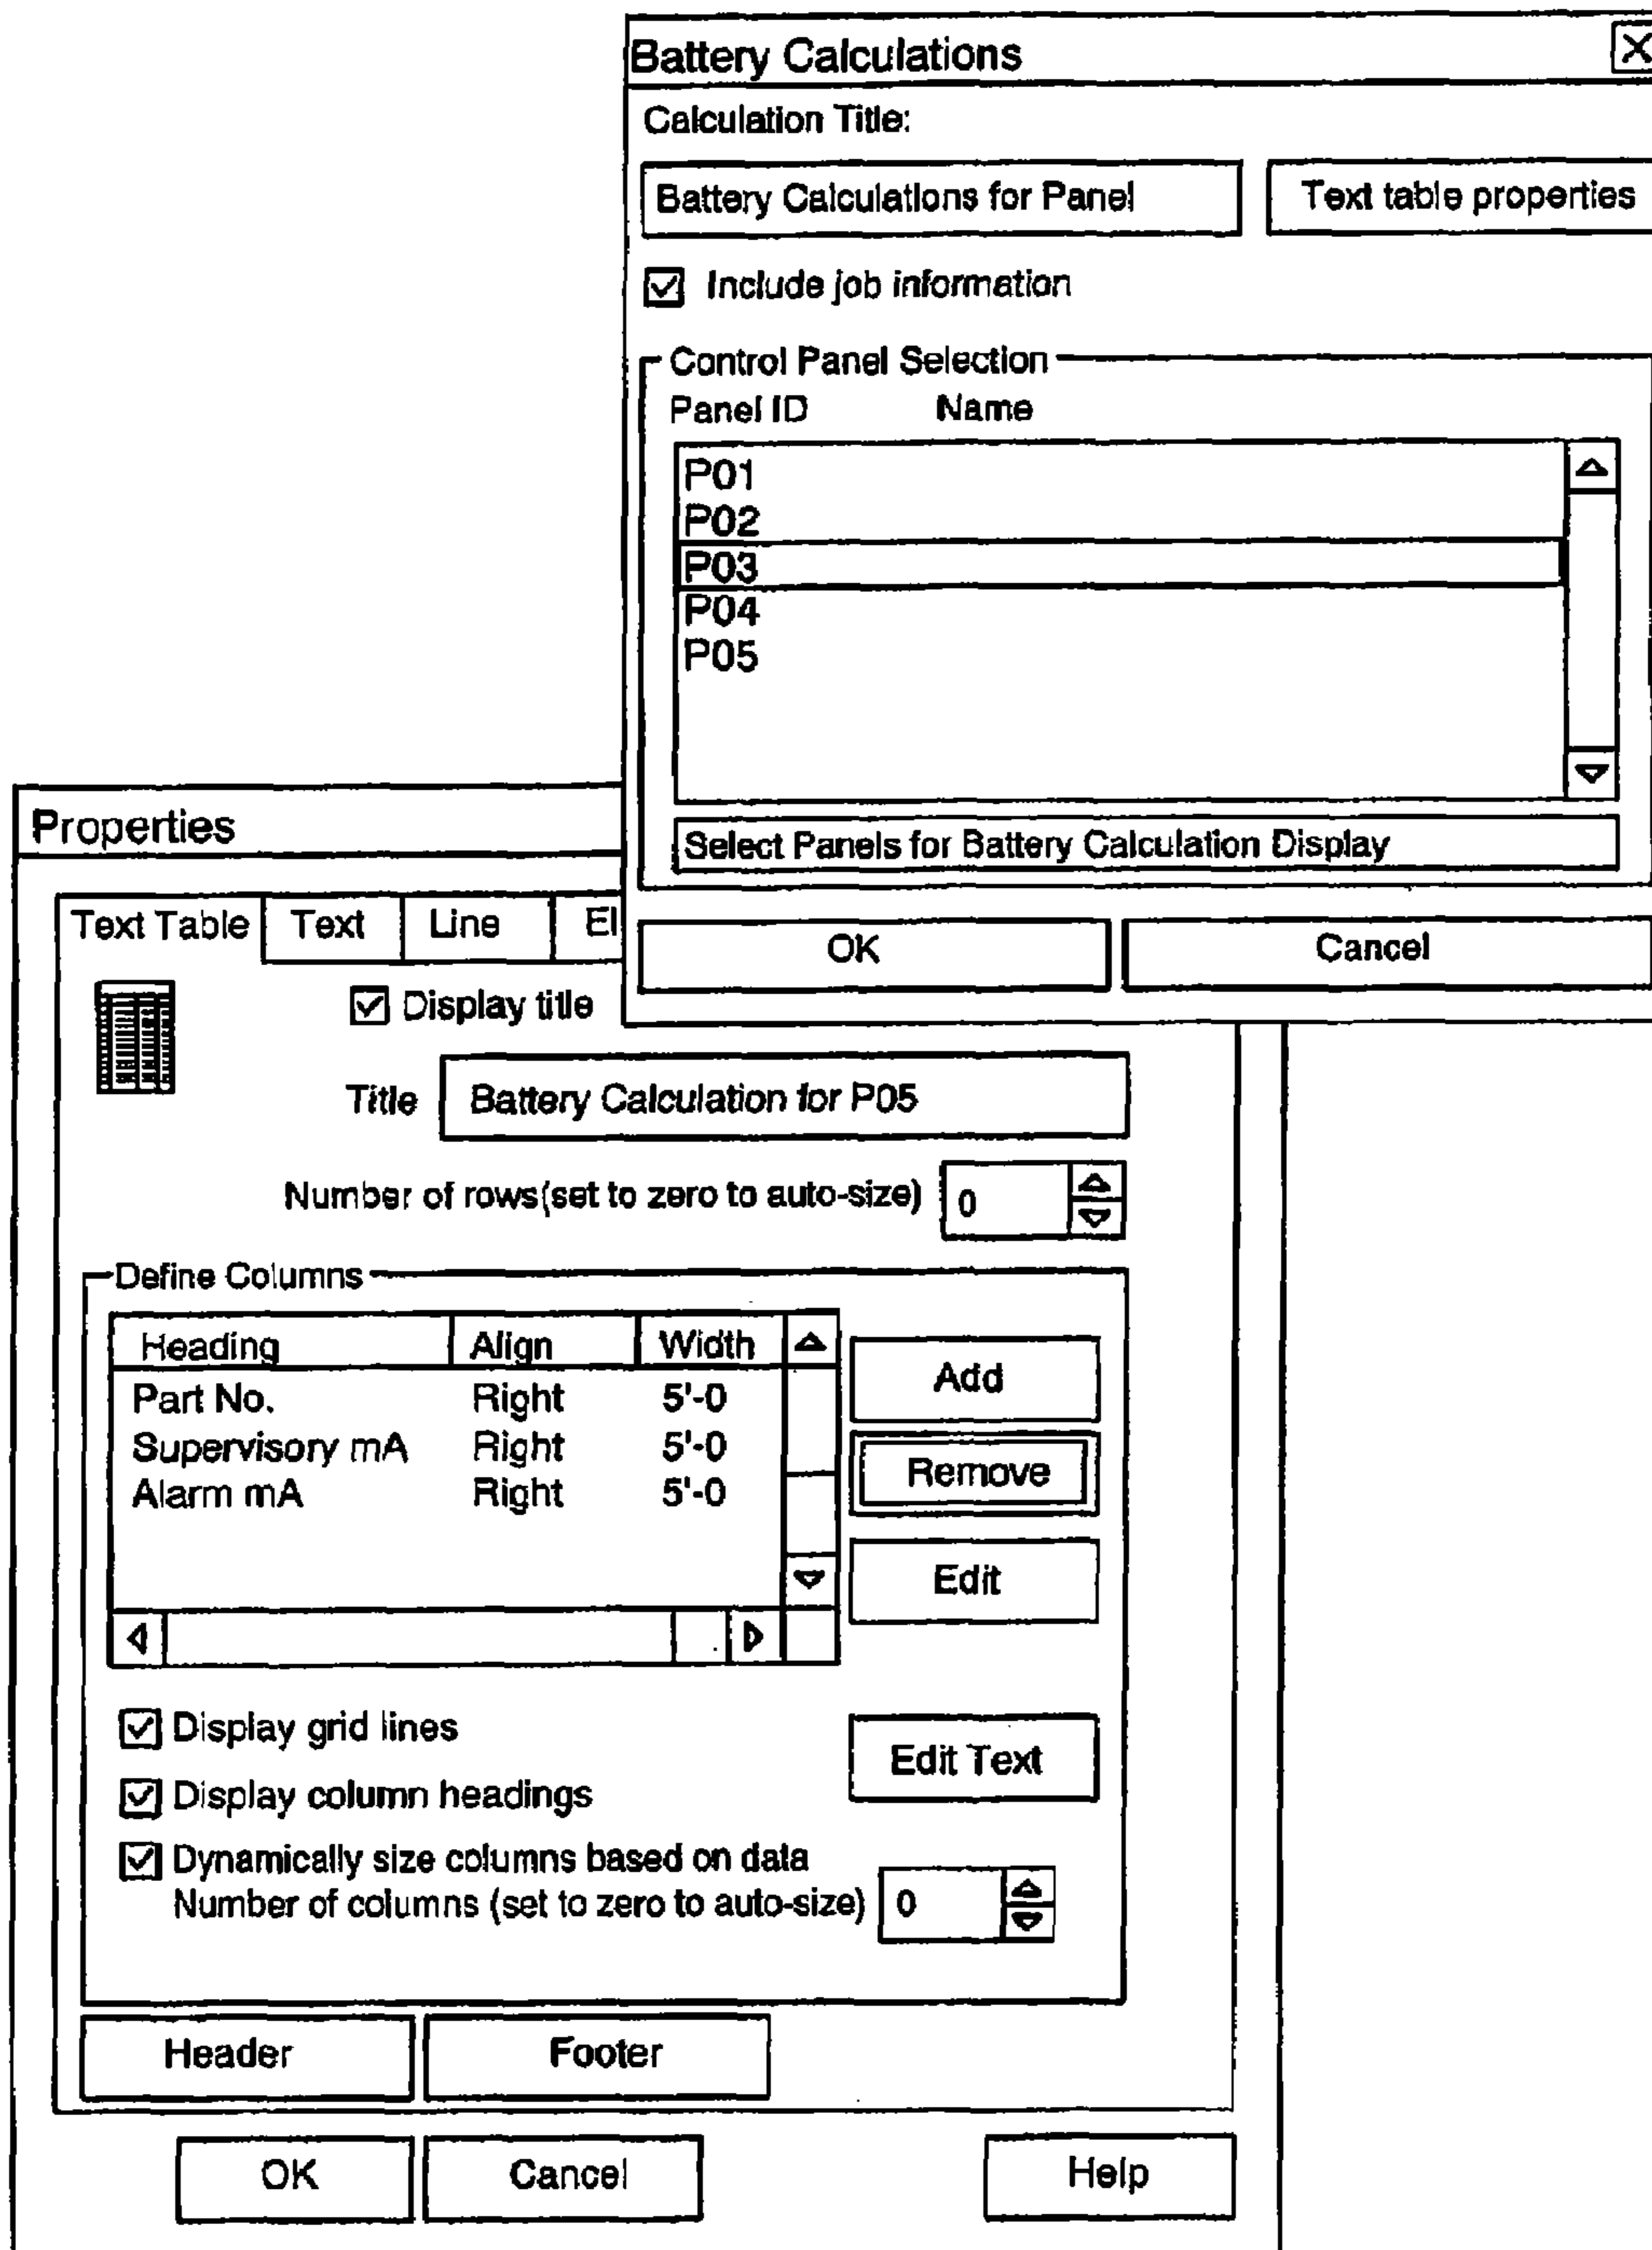 Battery Calculations
Calculation Title:
Battery Calculations for Panel
Text table properties
Include job information
Control Panel Selection
Panel ID Name
P01
P02
P03
P04
P05
Select Panels for Battery Calculation Display
OK Cancel
Properties
Text Table Text Line El
Display title
Title Battery Calculation for P05
Number of rows(set to zero to auto-size) 0
Define Columns
Heading Align Width
Part No. Right 5'-0
Supervisory mA Right 5'-0
Alarm mA Right 5'-0
Add
Remove
Edit
Display grid lines
Display column headings
Edit Text
Dynamically size columns based on data
Number of columns (set to zero to auto-size) 0
Header Footer
OK Cancel Help